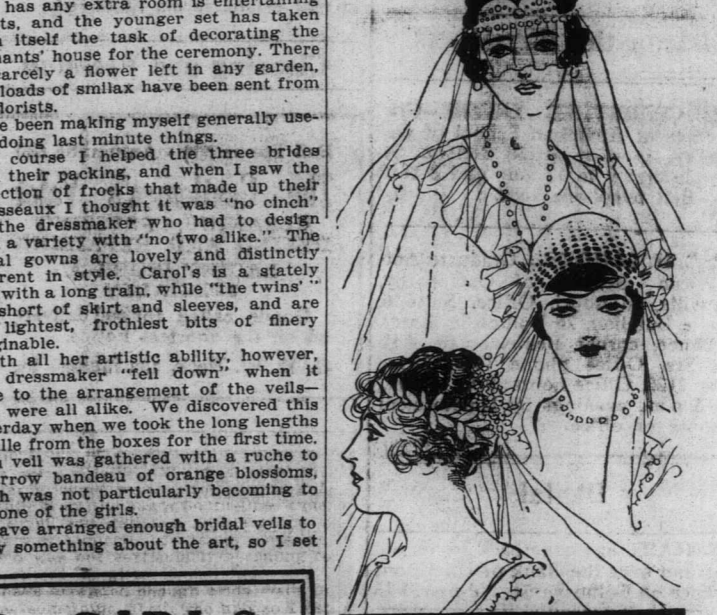 has any extra room is entertaining
ts, and the younger set has taken
itself the task of decorating the
ants' house for the ceremony. There
arcely a flower left in any garden,
loads of smilax have been sent from
lorists.
e been making myself generally use-
doing last minute things.
course I helped the three brides
their packing, and when I saw the
ction of frocks that made up their
sseaux I thought it was "no cinch"
the dressmaker who had to design
a variety with "no two alike." The
al gowns are lovely and distinctly
rent in style. Carol's is a stately
with a long train, while "the twins' "
short of skirt and sleeves, and are
lightest, frothiest bits of finery
ginable.
th all her artistic ability, however,
dressmaker "fell down" when it
e to the arrangement of the veils—
were all alike. We discovered this
erday when we took the long lengths
lle from the boxes for the first time.
veil was gathered with a ruche to
rrow bandeau of orange blossoms,
h was not particularly becoming to
one of the girls.
ave arranged enough bridal veils to
something about the art, so I set